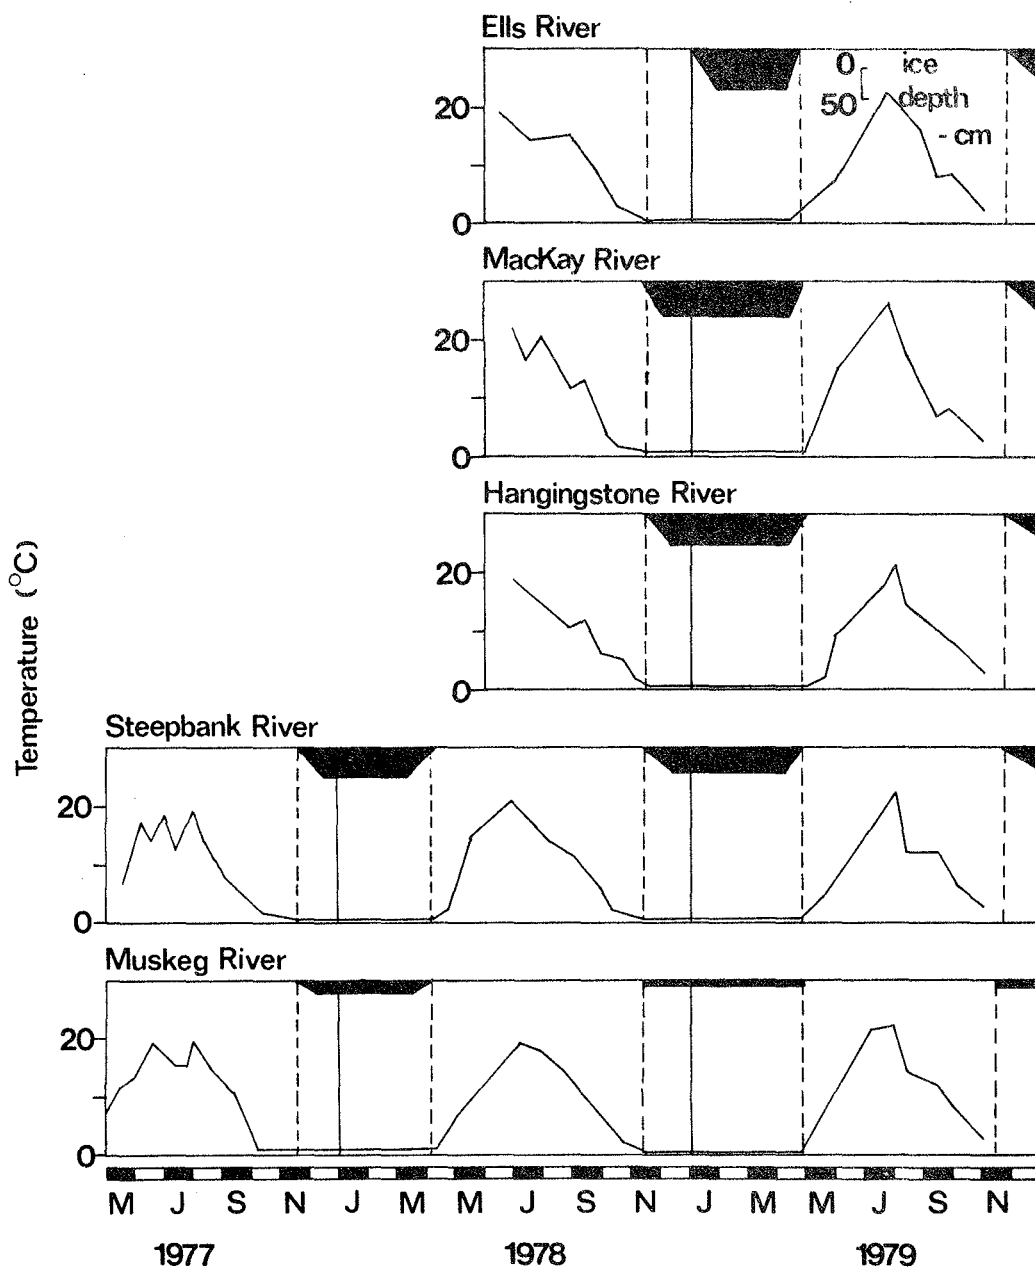 Ells River
0 ice
50 depth
- cm
20
0
MacKay River
20
0
Hangingstone River
20
0
Temperature (°C)
Steepbank River
20
0
Muskeg River
20
0
M J S N J M M J S N J M M J S N
1977 1978 1979